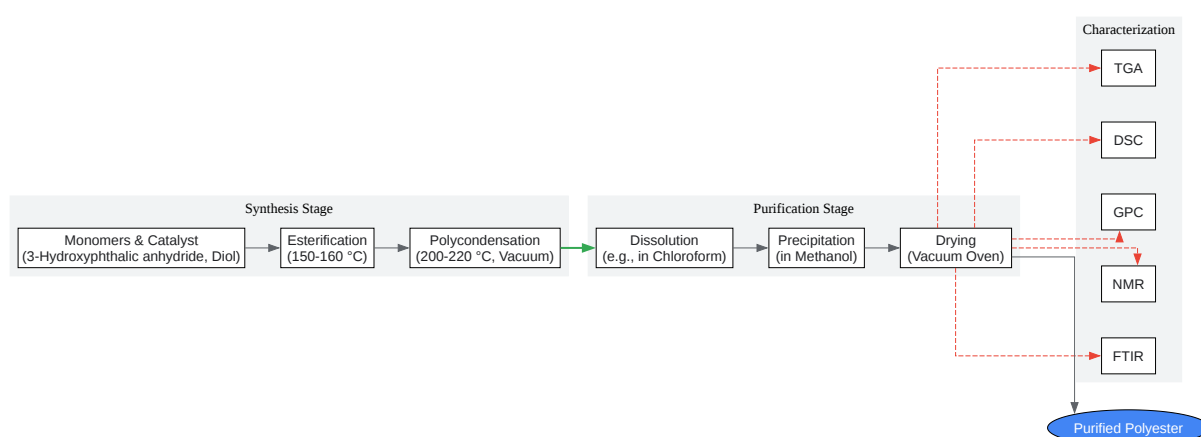 Characterization
TGA
DSC
GPC
NMR
FTIR
Synthesis Stage
Monomers & Catalyst
(3-Hydroxyphthalic anhydride, Diol)
Esterification
(150-160 °C)
Polycondensation
(200-220 °C, Vacuum)
Purification Stage
Dissolution
(e.g., in Chloroform)
Precipitation
(in Methanol)
Drying
(Vacuum Oven)
Purified Polyester